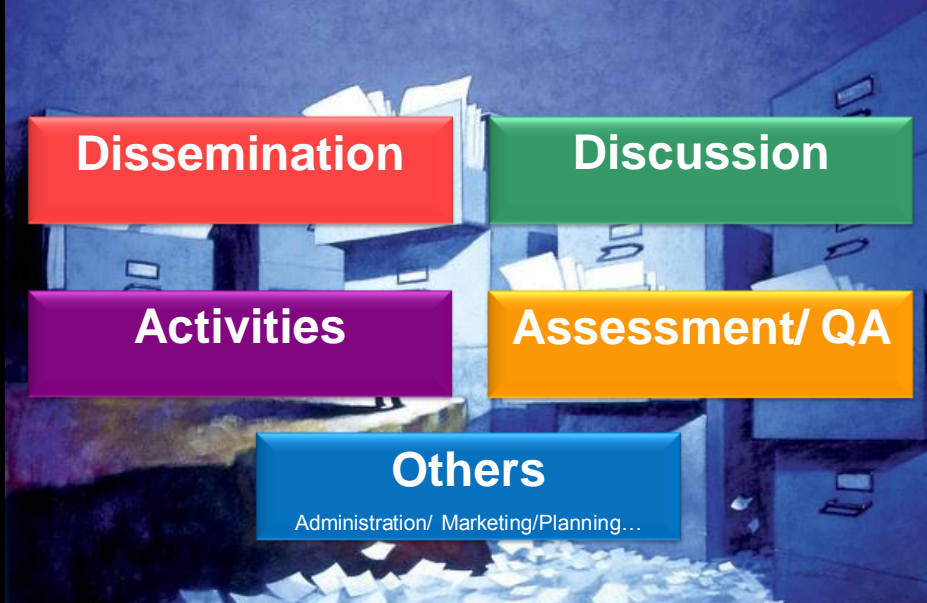 Dissemination
Discussion
Activities
Assessment/ QA
Others
Administration/ Marketing/Planning…